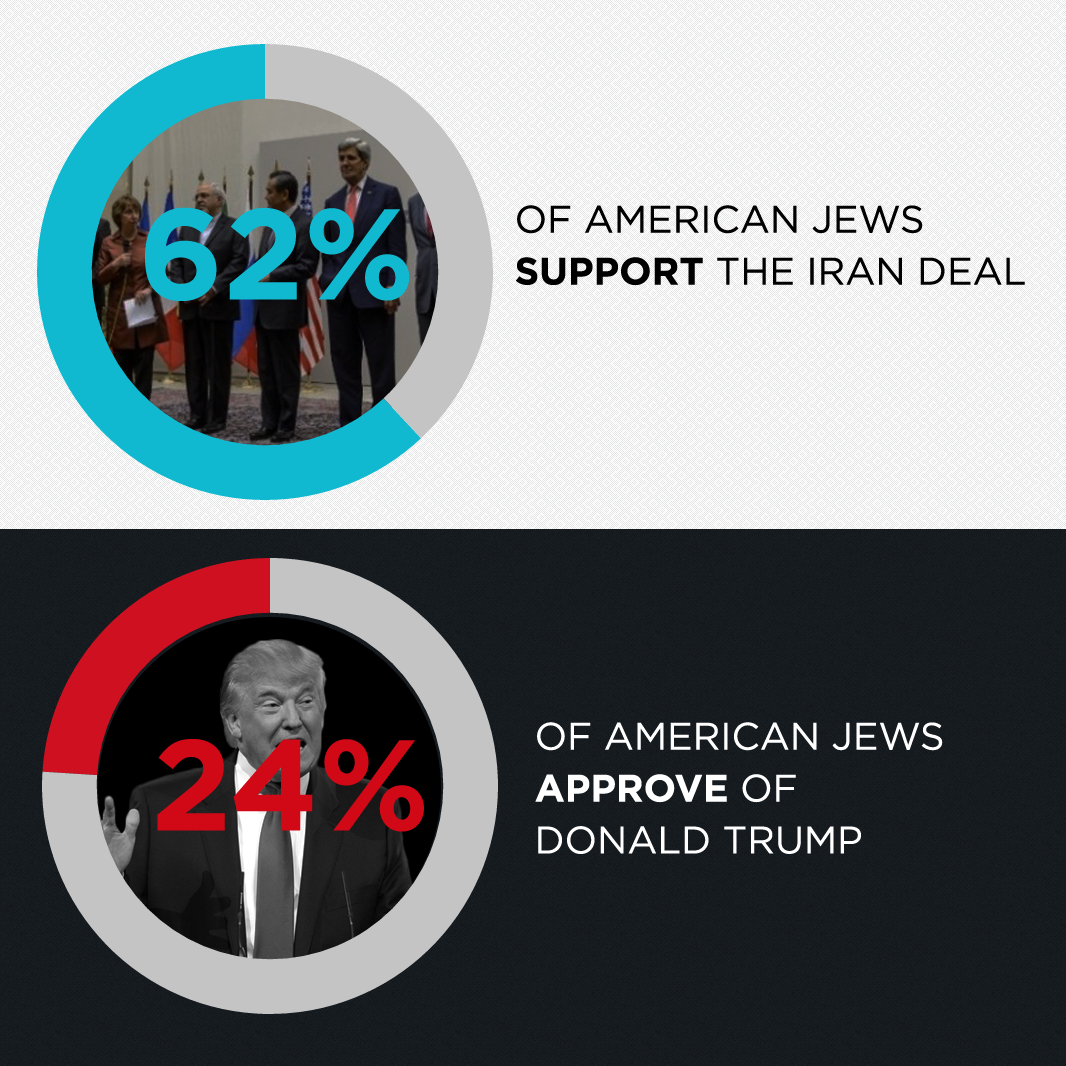 62%
OF AMERICAN JEWS
SUPPORT THE IRAN DEAL
24%
OF AMERICAN JEWS
APPROVE OF
DONALD TRUMP